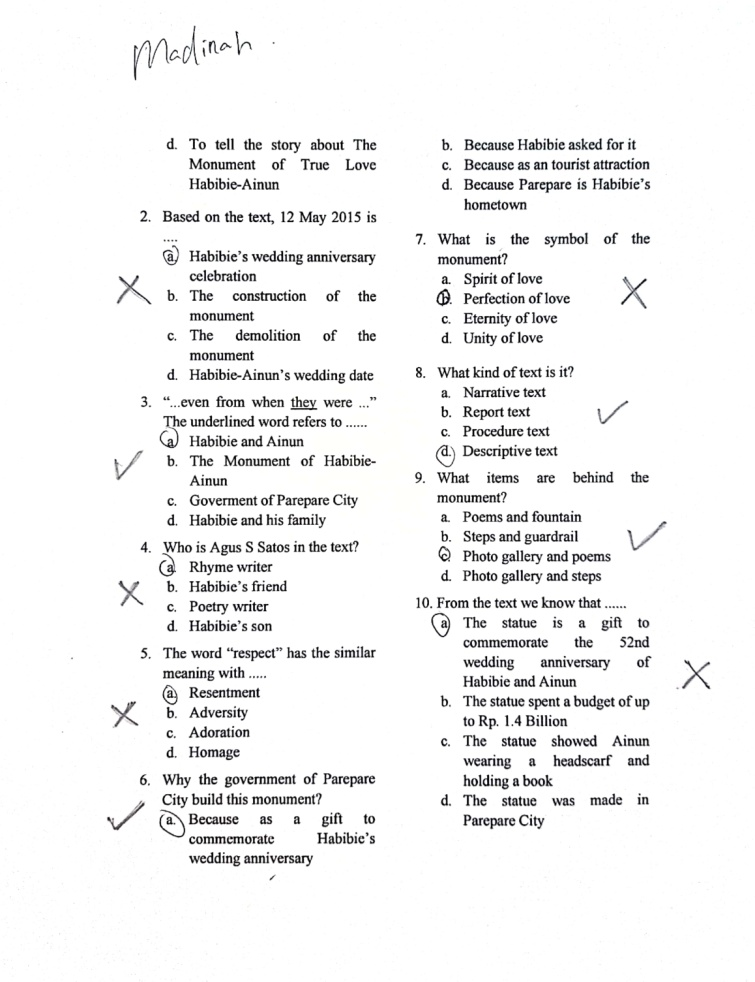 Madinah.
d. To tell the story about The
Monument of True Love
Habibie-Ainun
2. Based on the text, 12 May 2015 is
....
a. Habibie's wedding anniversary
celebration
b. The construction of the
monument
c. The demolition of the
monument
d. Habibie-Ainun's wedding date
3. “...even from when they were ...”
The underlined word refers to ......
a. Habibie and Ainun
b. The Monument of Habibie-
Ainun
c. Goverment of Parepare City
d. Habibie and his family
4. Who is Agus S Satos in the text?
a. Rhyme writer
b. Habibie's friend
c. Poetry writer
d. Habibie's son
5. The word “respect” has the similar
meaning with .....
a. Resentment
b. Adversity
c. Adoration
d. Homage
6. Why the government of Parepare
City build this monument?
a. Because as a gift to
commemorate Habibie's
wedding anniversary
b. Because Habibie asked for it
c. Because as an tourist attraction
d. Because Parepare is Habibie's
hometown
7. What is the symbol of the
monument?
a. Spirit of love
b. Perfection of love
c. Eternity of love
d. Unity of love
8. What kind of text is it?
a. Narrative text
b. Report text
c. Procedure text
d. Descriptive text
9. What items are behind the
monument?
a. Poems and fountain
b. Steps and guardrail
c. Photo gallery and poems
d. Photo gallery and steps
10. From the text we know that ......
a. The statue is a gift to
commemorate the 52nd
wedding anniversary of
Habibie and Ainun
b. The statue spent a budget of up
to Rp. 1.4 Billion
c. The statue showed Ainun
wearing a headscarf and
holding a book
d. The statue was made in
Parepare City